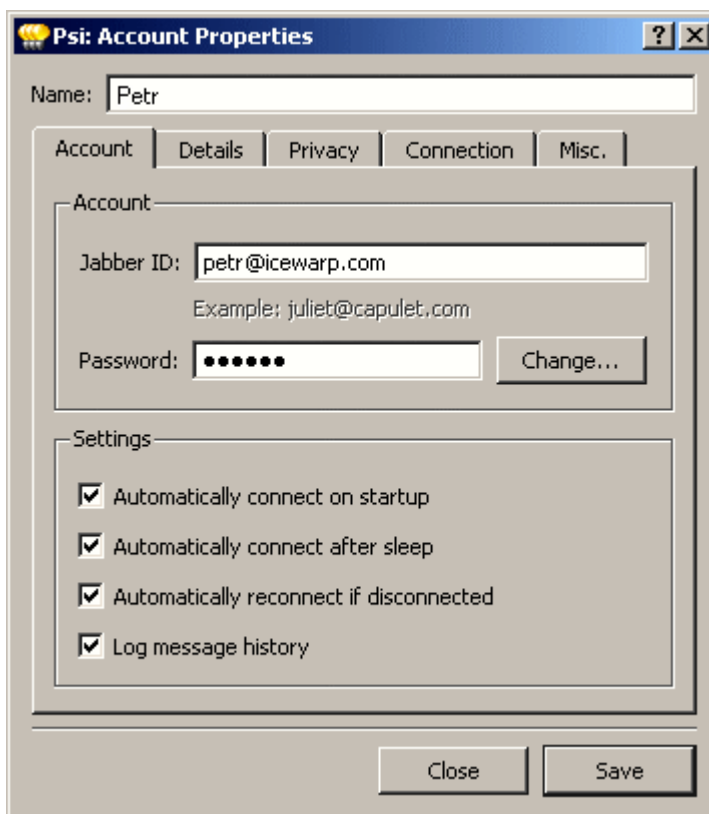 Psi: Account Properties
Name: Petr
Account Details Privacy Connection Misc.
Account
Jabber ID: petr@icewarp.com
Example: juliet@capulet.com
Password: ●●●●●● Change...
Settings
Automatically connect on startup
Automatically connect after sleep
Automatically reconnect if disconnected
Log message history
Close Save